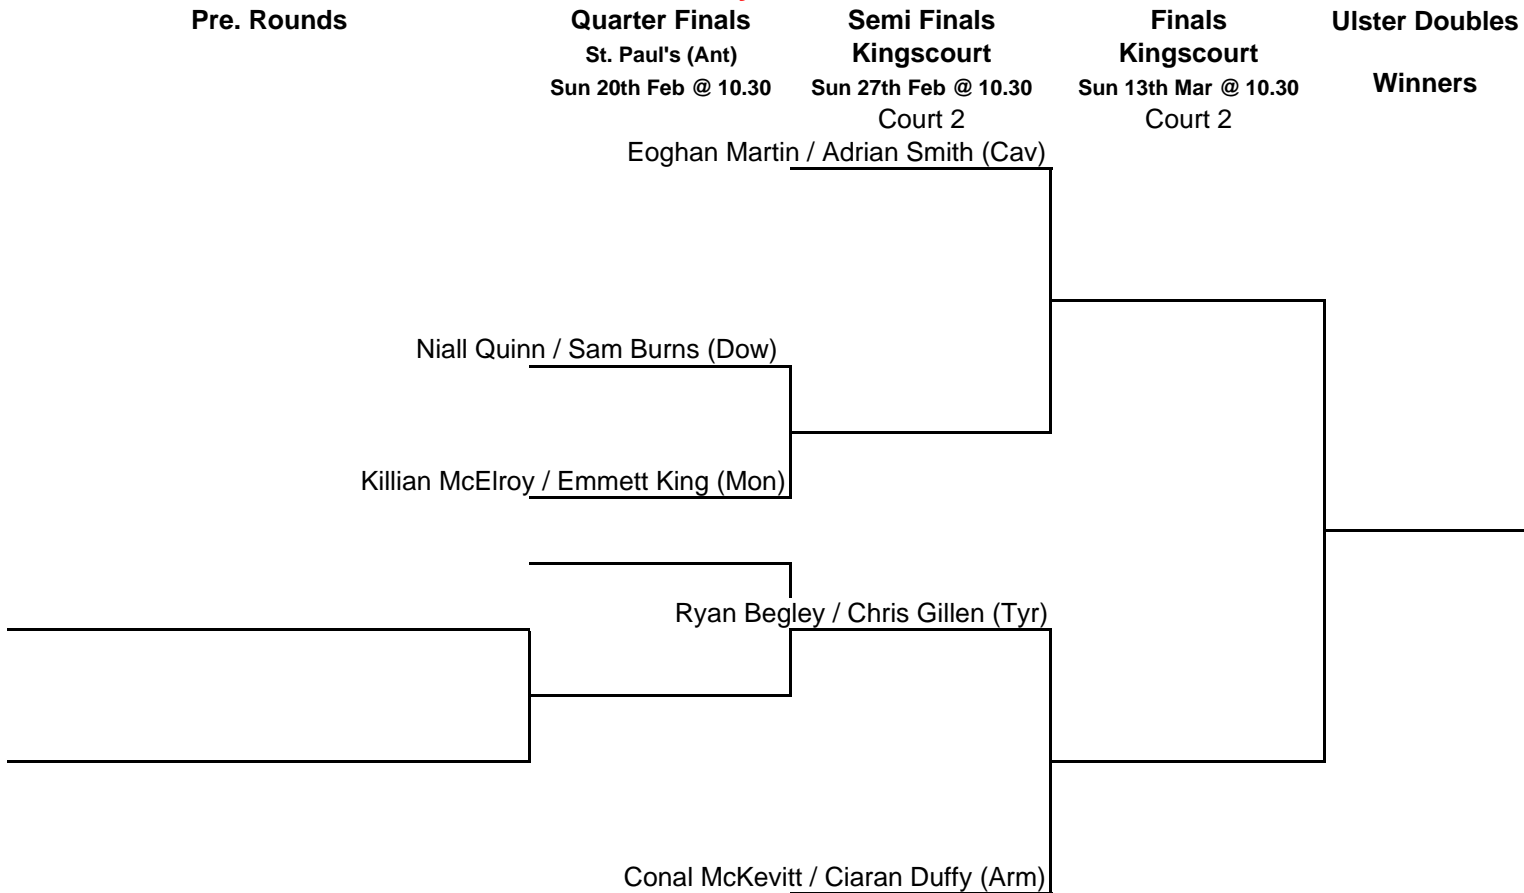 Pre. Rounds Quarter Finals Semi Finals Finals Ulster Doubles
St. Paul's (Ant) Kingscourt Kingscourt
Sun 20th Feb @ 10.30 Sun 27th Feb @ 10.30 Sun 13th Mar @ 10.30 Winners
Court 2 Court 2
Eoghan Martin / Adrian Smith (Cav)
Niall Quinn / Sam Burns (Dow)
Killian McElroy / Emmett King (Mon)
Ryan Begley / Chris Gillen (Tyr)
Conal McKevitt / Ciaran Duffy (Arm)